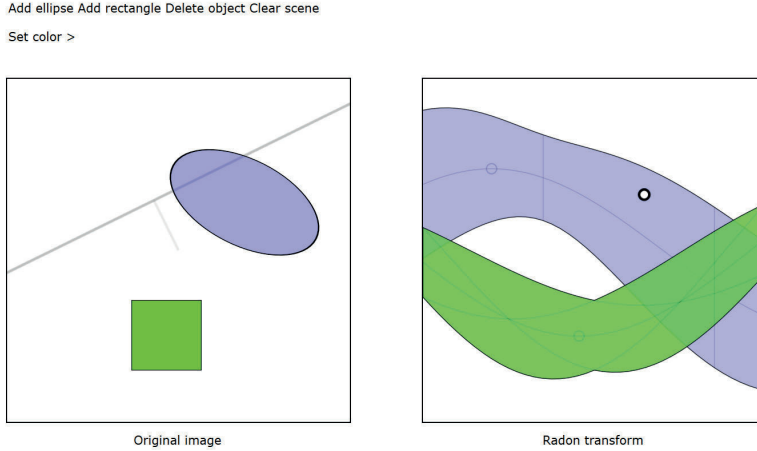 Add ellipse Add rectangle Delete object Clear scene
Set color >
Original image
Radon transform